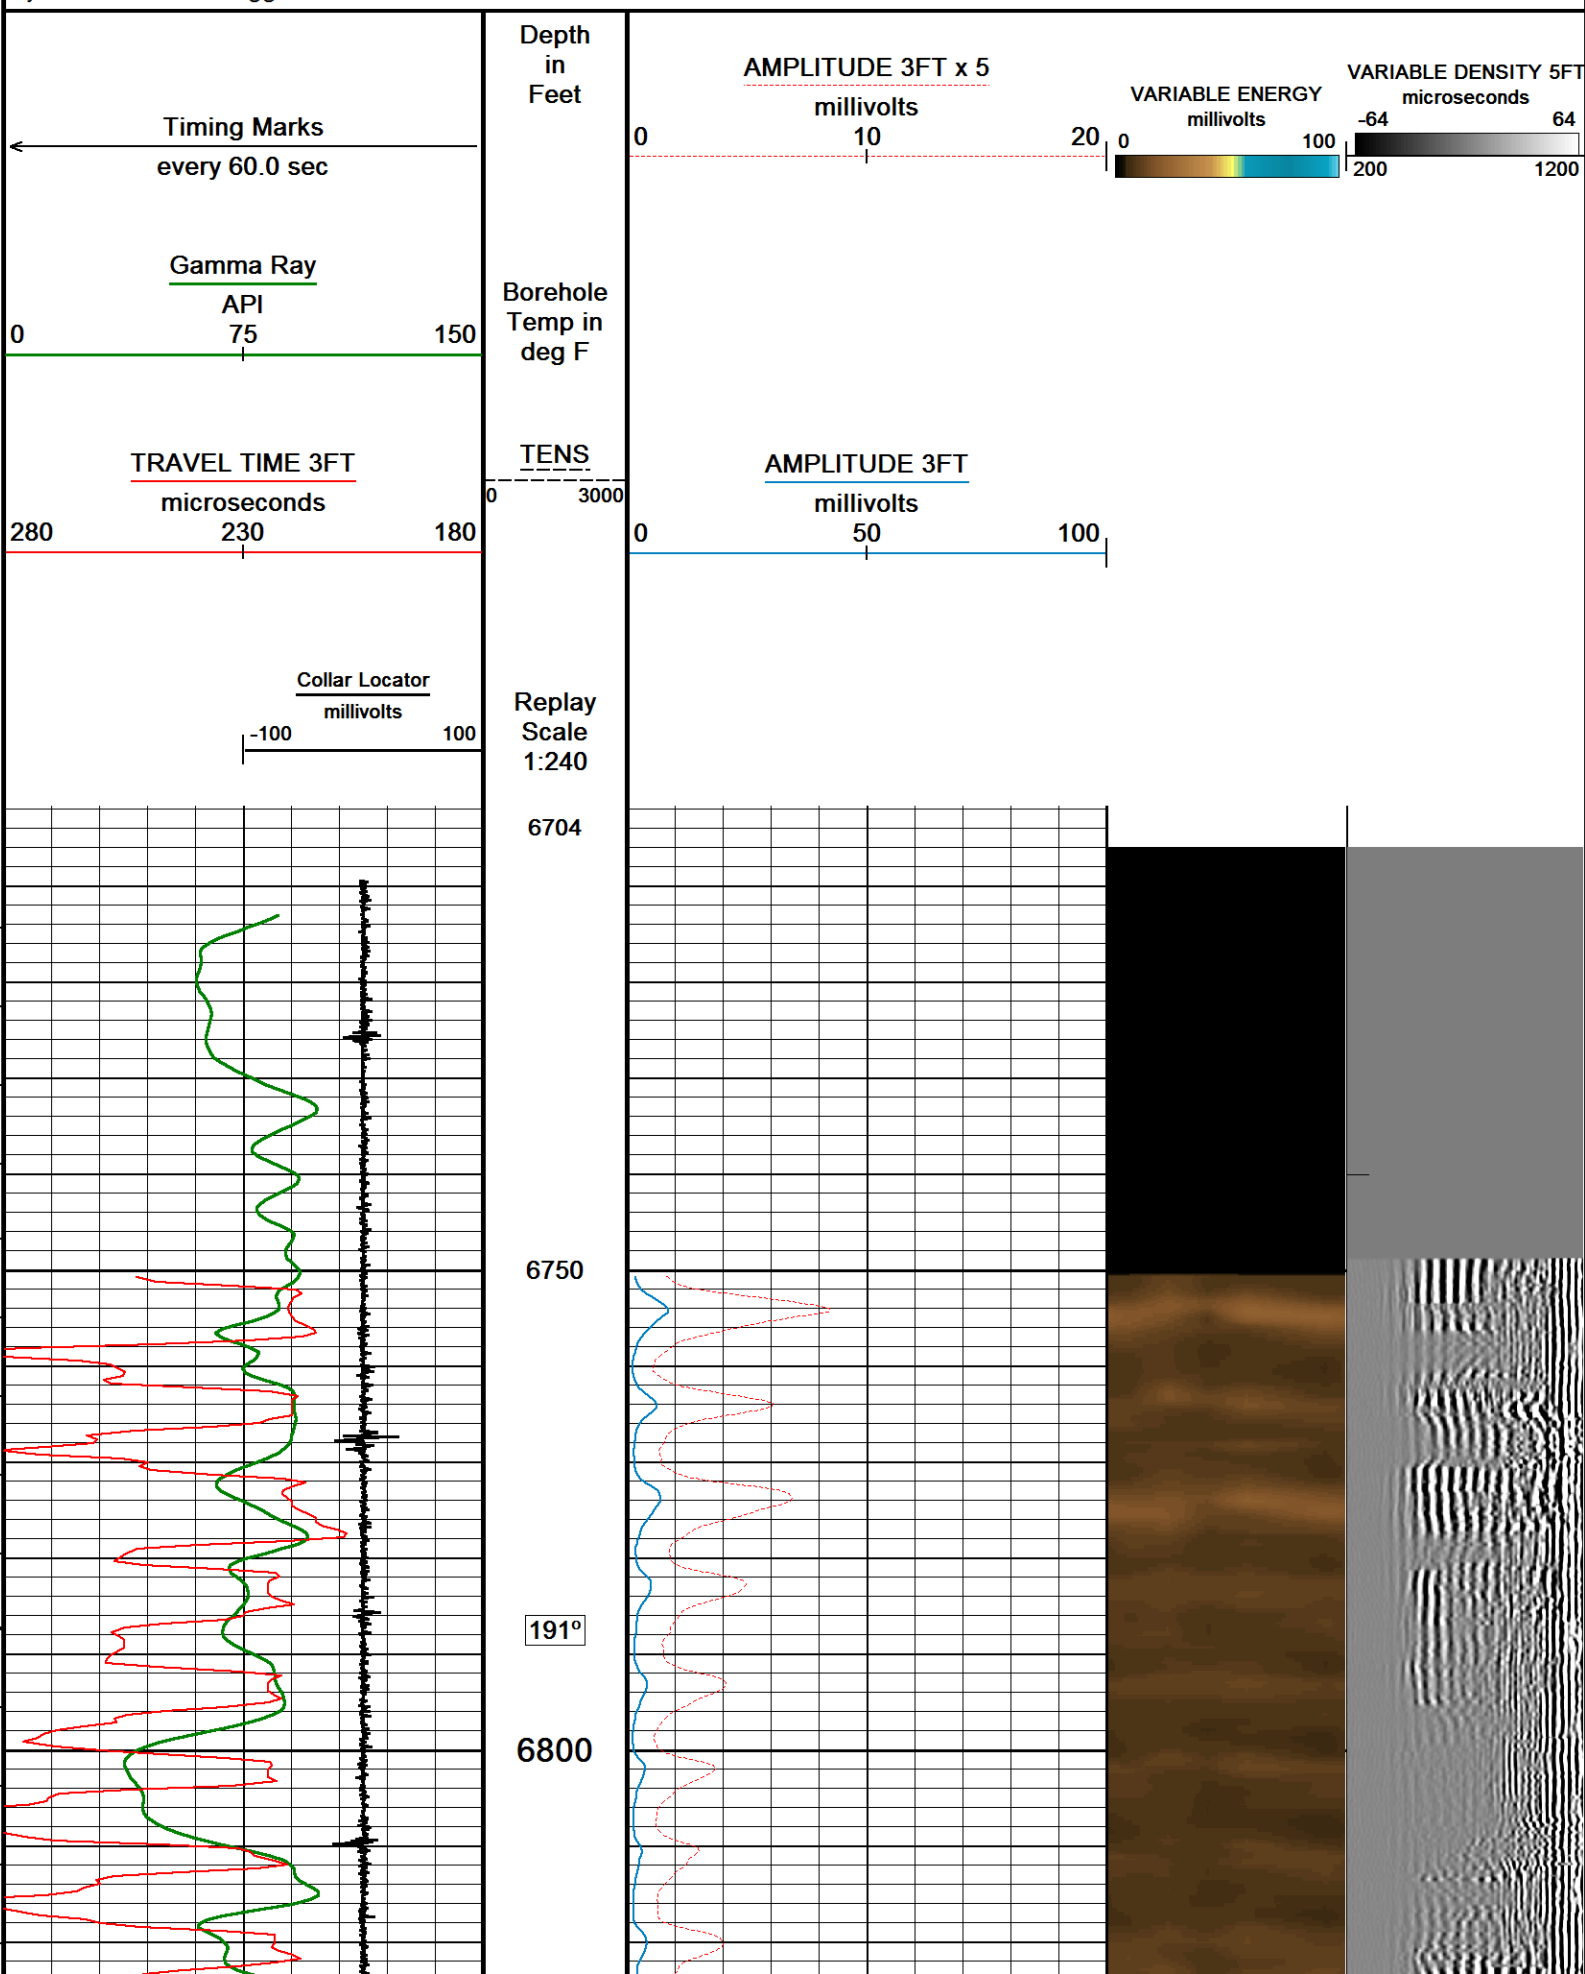 Timing Marks
every 60.0 sec
Gamma Ray
API
0 75 150
TRAVEL TIME 3FT
microseconds
280 230 180
Collar Locator
millivolts
-100 100
Depth
in
Feet
Borehole
Temp in
deg F
TENS
0 3000
Replay
Scale
1:240
AMPLITUDE 3FT x 5
millivolts
0 10 20
AMPLITUDE 3FT
millivolts
0 50 100
VARIABLE ENERGY
millivolts
0 100
VARIABLE DENSITY 5FT
microseconds
-64 64
200 1200
6704
6750
191º
6800